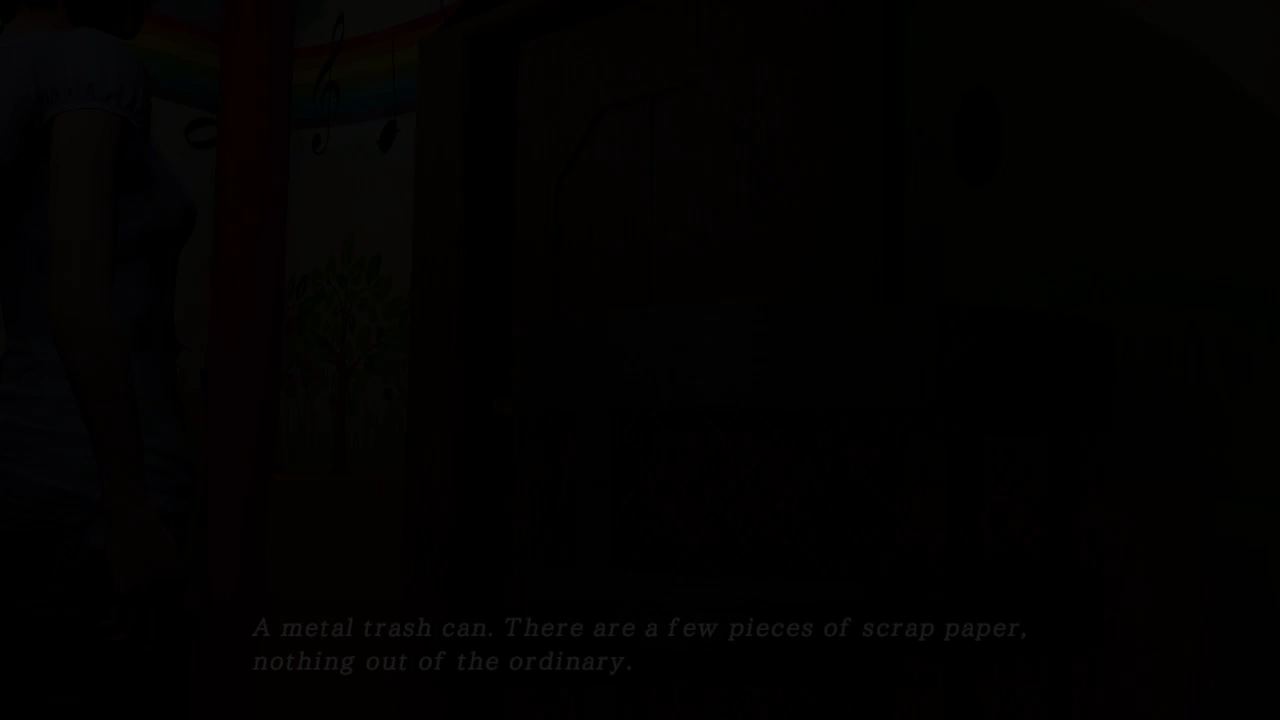 A metal trash can. There are a few pieces of scrap paper,
nothing out of the ordinary.